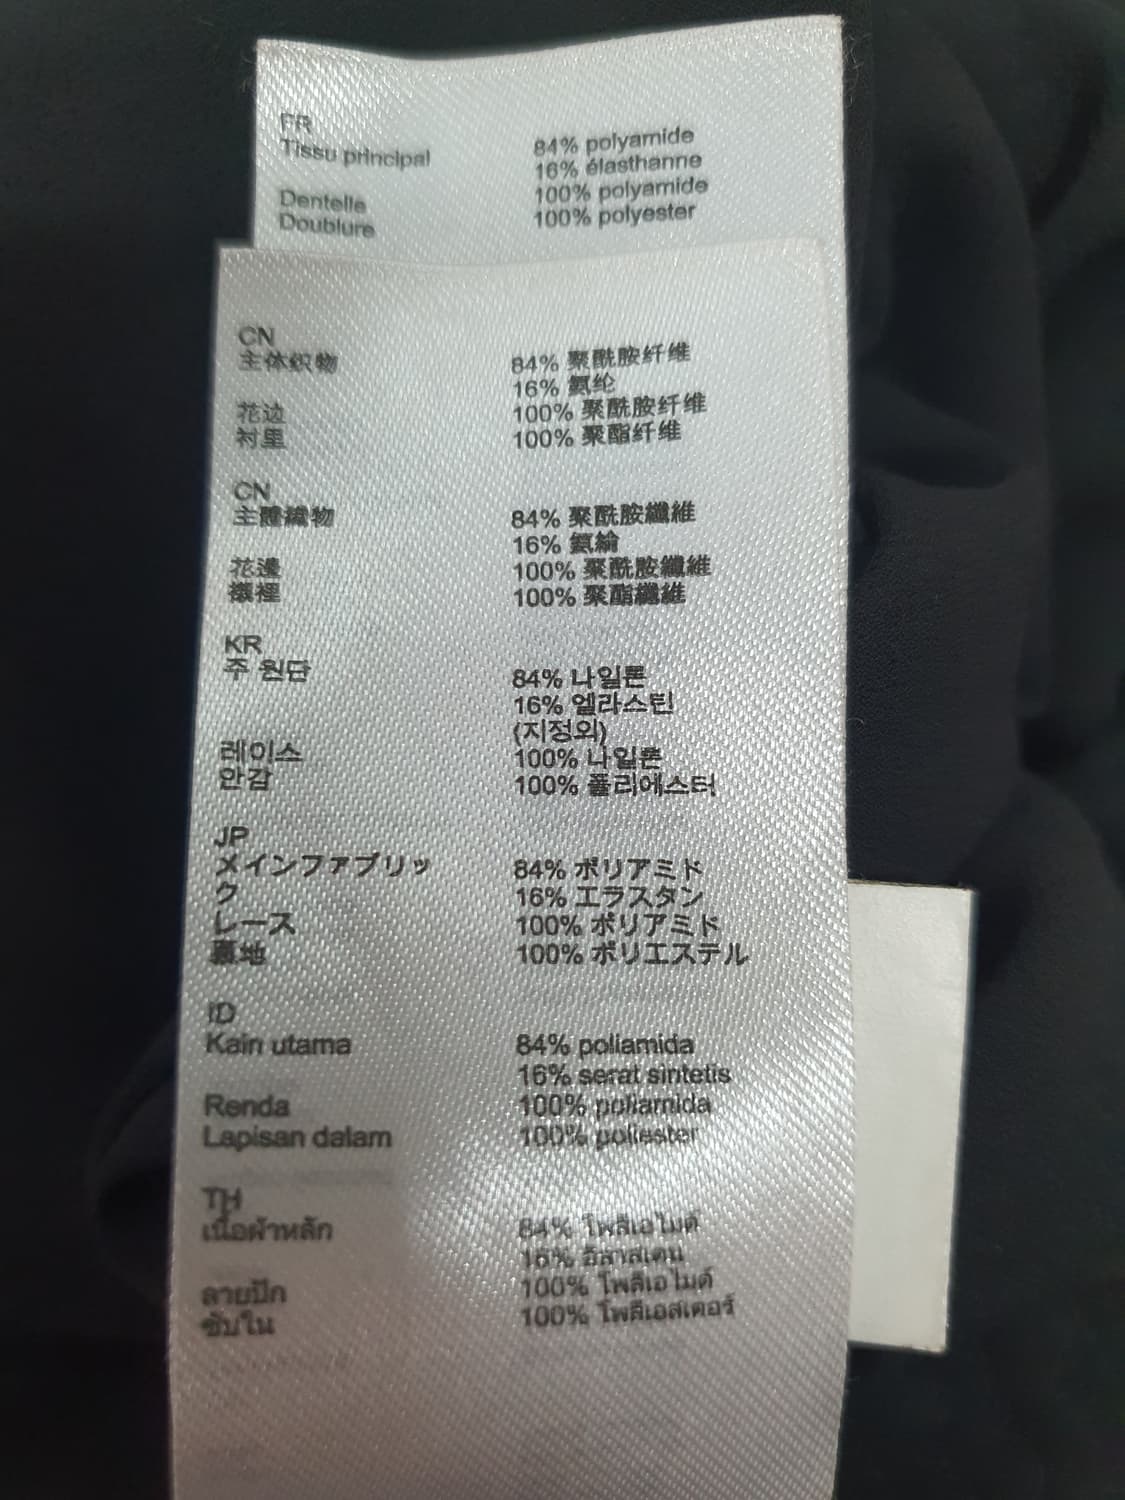 FR
Tissu principal 84% polyamide
16% élasthanne
Dentelle 100% polyamide
Doublure 100% polyester
CN
主体织物 84% 聚酰胺纤维
16% 氨纶
花边 100% 聚酰胺纤维
衬里 100% 聚酯纤维
CN
主體織物 84% 聚酰胺纖維
16% 氨綸
花邊 100% 聚酰胺纖維
襯裡 100% 聚酯纖維
KR
주 원단 84% 나일론
16% 엘라스틴
(지정외)
레이스 100% 나일론
안감 100% 폴리에스터
JP
メインファブリッ 84% ポリアミド
ク 16% エラスタン
レース 100% ポリアミド
裏地 100% ポリエステル
ID
Kain utama 84% poliamida
16% serat sintetis
Renda 100% poliamida
Lapisan dalam 100% poliester
TH
เนื้อผ้าหลัก 84% โพลีเอไมด์
16% อีลาสเตน
ลายปัก 100% โพลีเอไมด์
ซับใน 100% โพลีเอสเตอร์